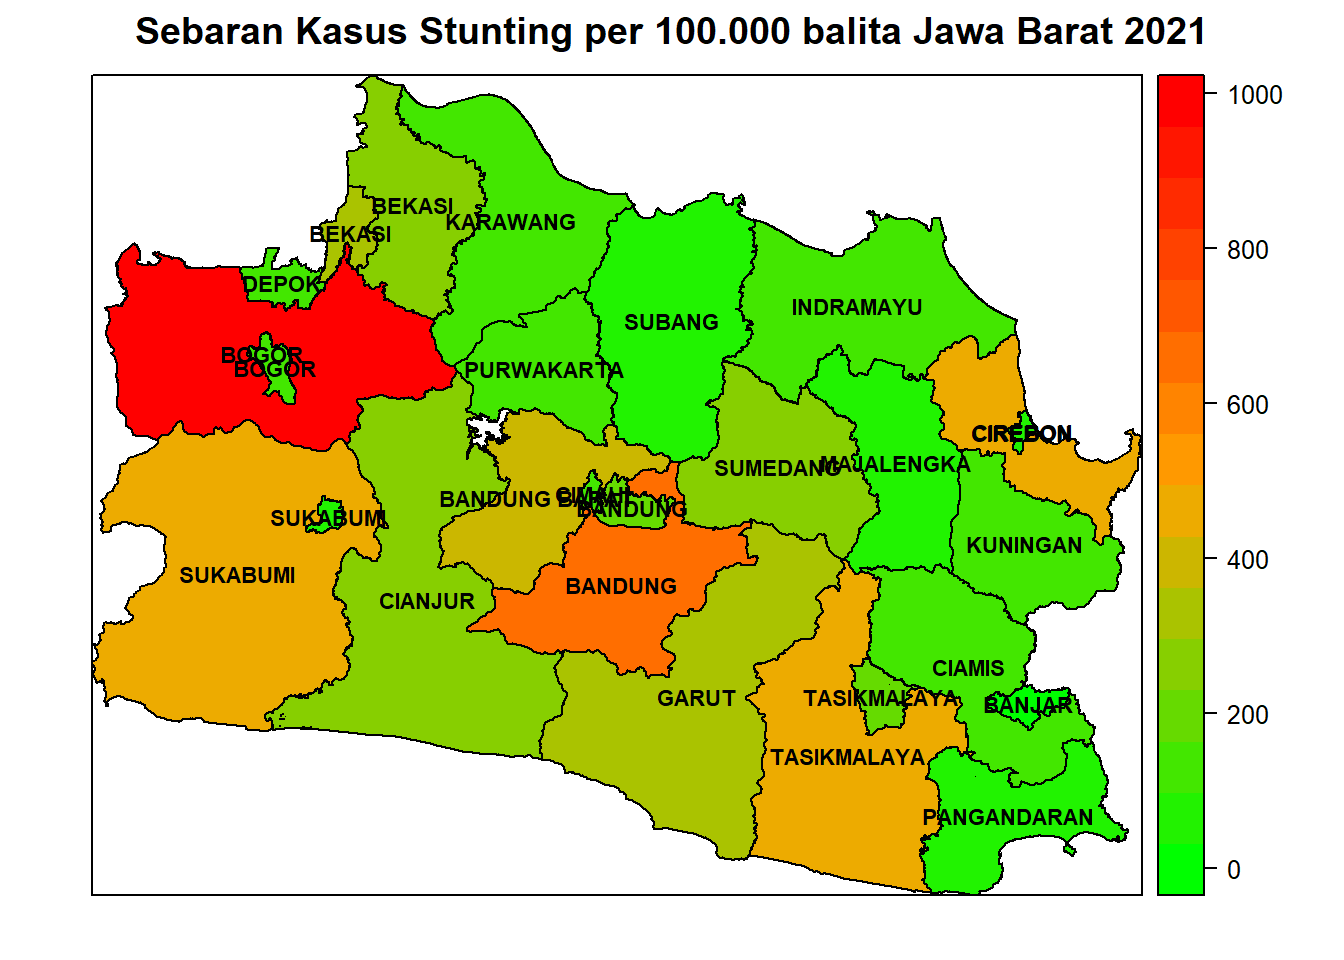 Sebaran Kasus Stunting per 100.000 balita Jawa Barat 2021
BEKASI
BEKASI
KARAWANG
DEPOK
INDRAMAYU
SUBANG
BOGOR
BOGOR
PURWAKARTA
CIREBON
SUMEDANG
MAJALENGKA
BANDUNG BARAT
CIMAHI
BANDUNG
SUKABUMI
KUNINGAN
SUKABUMI
BANDUNG
CIANJUR
CIAMIS
GARUT
TASIKMALAYA
BANJAR
TASIKMALAYA
PANGANDARAN
1000
800
600
400
200
0